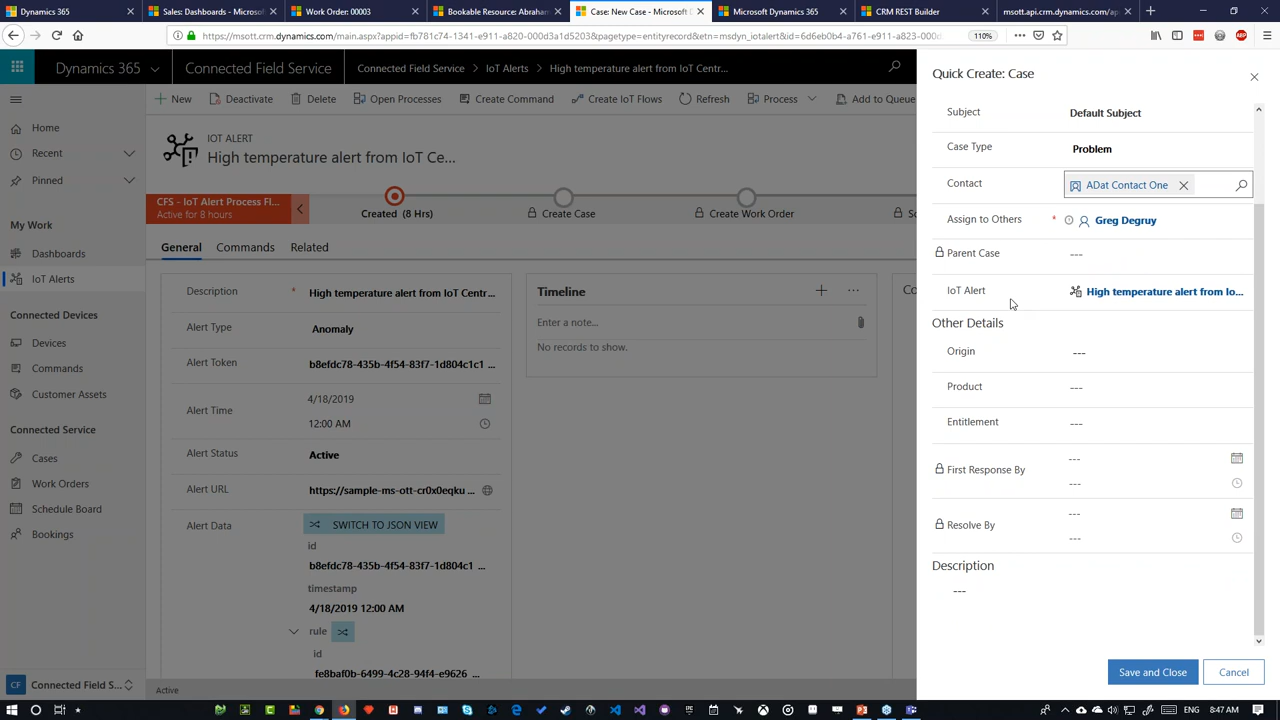 Dynamics 365
Sales: Dashboards - Microsoft
Work Order: 00003
Bookable Resource: Abraham
Case: New Case - Microsoft
Microsoft Dynamics 365
CRM REST Builder
msott.api.crm.dynamics.com/ap
https://msott.crm.dynamics.com/main.aspx?appid=fb781c74-1341-e911-a820-000d3a1d5203&pagetype=entityrecord&etn=msdyn_iotalert&id=6d6eb0b4-a761-e911-a823-000d
110%
Dynamics 365
Connected Field Service
Connected Field Service
IoT Alerts
High temperature alert from IoT Centr...
New
Deactivate
Delete
Open Processes
Create Command
Create IoT Flows
Refresh
Process
Add to Queue
Home
Recent
Pinned
My Work
Dashboards
IoT Alerts
Connected Devices
Devices
Commands
Customer Assets
Connected Service
Cases
Work Orders
Schedule Board
Bookings
CF
Connected Field S...
IOT ALERT
High temperature alert from IoT Ce...
CFS - IoT Alert Process Fl...
Active for 8 hours
Created (8 Hrs)
Create Case
Create Work Order
General
Commands
Related
Description
*
High temperature alert from IoT Centr...
Alert Type
Anomaly
Alert Token
b8efdc78-435b-4f54-83f7-1d804c1c1 ...
Alert Time
4/18/2019
12:00 AM
Alert Status
Active
Alert URL
https://sample-ms-ott-cr0x0eqku ...
Alert Data
SWITCH TO JSON VIEW
id
b8efdc78-435b-4f54-83f7-1d804c1 ...
timestamp
4/18/2019 12:00 AM
rule
id
fe8baf0b-6499-4c28-94f4-e9626 ...
Active
Timeline
Enter a note...
No records to show.
Co
Quick Create: Case
Subject
Default Subject
Case Type
Problem
Contact
ADat Contact One
Assign to Others
*
Greg Degruy
Parent Case
---
IoT Alert
High temperature alert from Io...
Other Details
Origin
---
Product
---
Entitlement
---
First Response By
---
---
Resolve By
---
---
Description
---
Save and Close
Cancel
8:47 AM